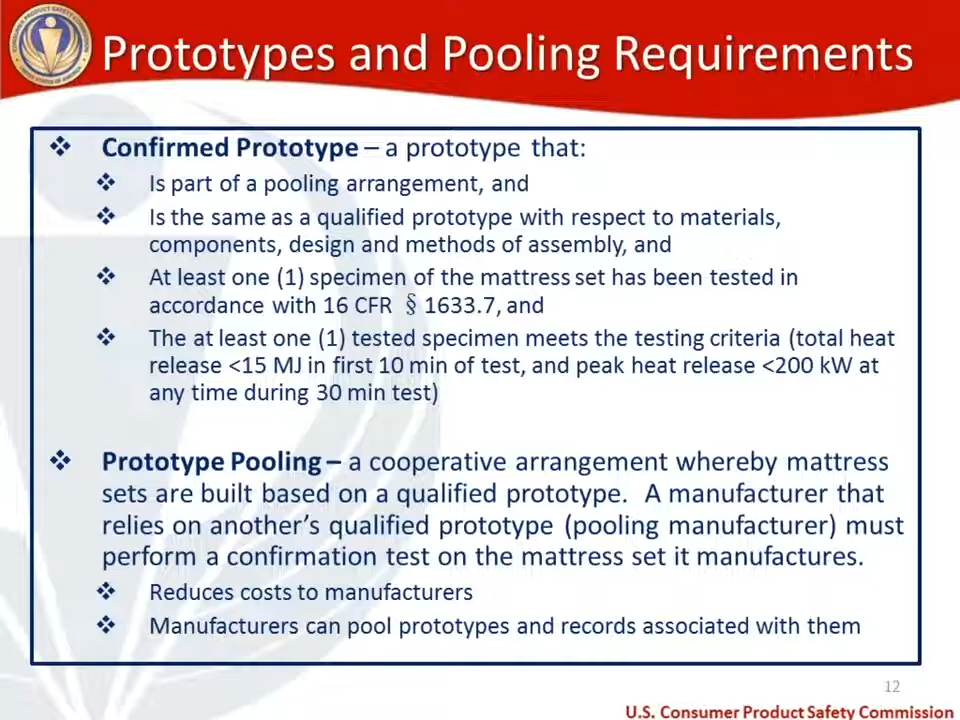 Prototypes and Pooling Requirements
❖ Confirmed Prototype – a prototype that:
❖ Is part of a pooling arrangement, and
❖ Is the same as a qualified prototype with respect to materials,
components, design and methods of assembly, and
❖ At least one (1) specimen of the mattress set has been tested in
accordance with 16 CFR § 1633.7, and
❖ The at least one (1) tested specimen meets the testing criteria (total heat
release <15 MJ in first 10 min of test, and peak heat release <200 kW at
any time during 30 min test)
❖ Prototype Pooling – a cooperative arrangement whereby mattress
sets are built based on a qualified prototype. A manufacturer that
relies on another's qualified prototype (pooling manufacturer) must
perform a confirmation test on the mattress set it manufactures.
❖ Reduces costs to manufacturers
❖ Manufacturers can pool prototypes and records associated with them
12
U.S. Consumer Product Safety Commission